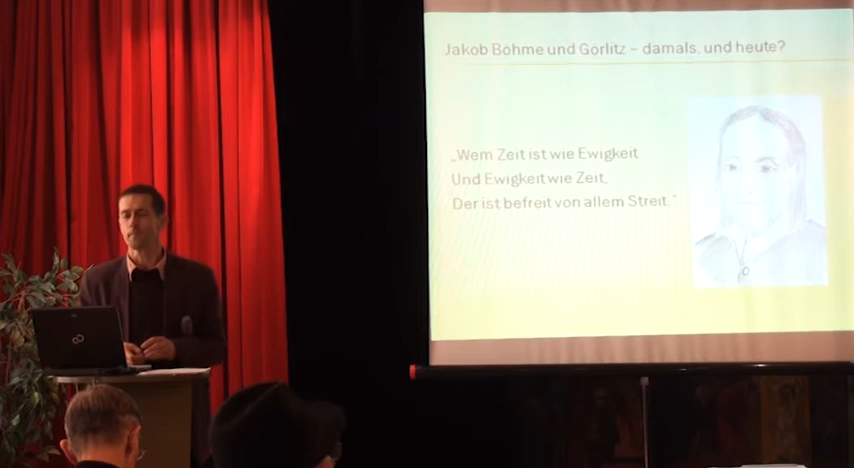 Jakob Böhme und Görlitz – damals, und heute?
„Wem Zeit ist wie Ewigkeit
Und Ewigkeit wie Zeit,
Der ist befreit von allem Streit.“